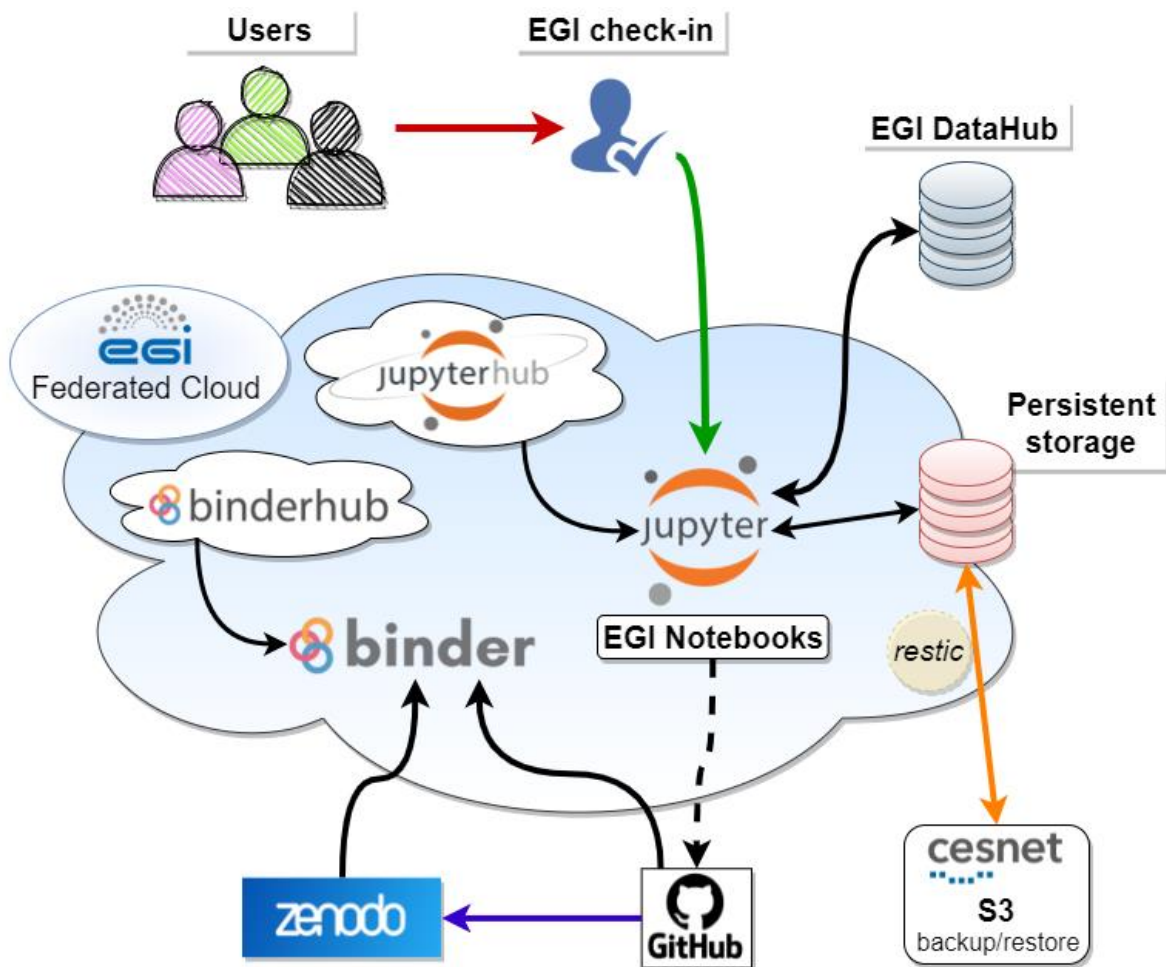 Users
EGI check-in
EGI DataHub
egi
Federated Cloud
jupyterhub
Persistent
storage
binderhub
jupyter
binder
EGI Notebooks
restic
zenodo
GitHub
cesnet
S3
backup/restore